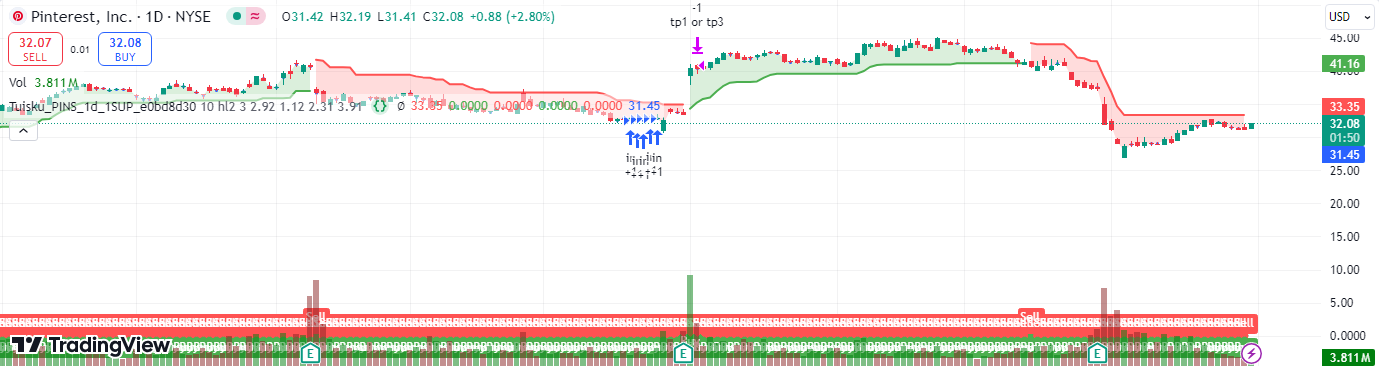 Pinterest, Inc. · 1D · NYSE
O31.42 H32.19 L31.41 C32.08 +0.88 (+2.80%)
32.07
SELL
0.01
32.08
BUY
Vol 3.811M
10 hl2 3 2.92 1.12 2.31 3.91 Ø 33.35 0.0000 0.0000 0.0000 0.0000 31.45
-1
tp1 or tp3
USD
45.00
41.16
40.00
33.35
32.08
01:50
31.45
25.00
20.00
15.00
10.00
5.00
0.0000
3.811M
Sell
Sell
E
E
E
TradingView